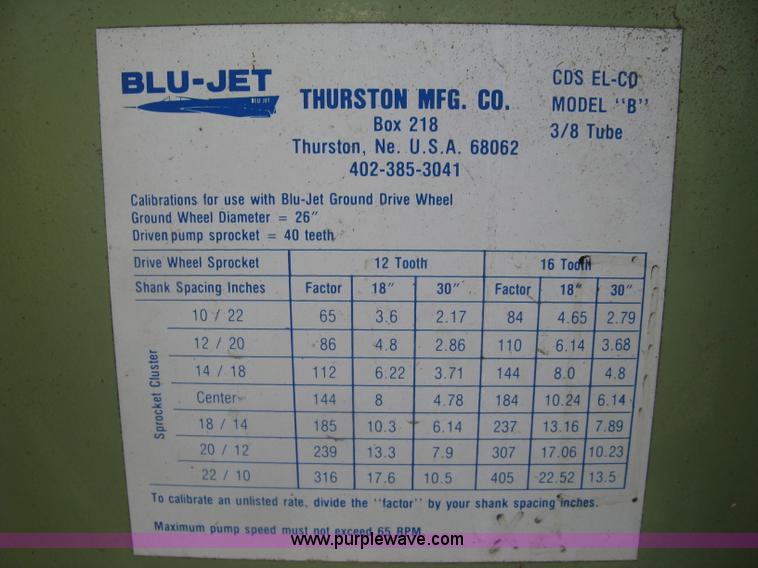 BLU-JET
BLU JET
THURSTON MFG. CO.
Box 218
Thurston, Ne. U.S.A. 68062
402-385-3041
CDS EL-CO
MODEL "B"
3/8 Tube
Calibrations for use with Blu-Jet Ground Drive Wheel
Ground Wheel Diameter = 26"
Driven pump sprocket = 40 teeth
Drive Wheel Sprocket 12 Tooth 16 Tooth
Shank Spacing Inches Factor 18" 30" Factor 18" 30"
Sprocket Cluster
10 / 22 65 3.6 2.17 84 4.65 2.79
12 / 20 86 4.8 2.86 110 6.14 3.68
14 / 18 112 6.22 3.71 144 8.0 4.8
Center 144 8 4.78 184 10.24 6.14
18 / 14 185 10.3 6.14 237 13.16 7.89
20 / 12 239 13.3 7.9 307 17.06 10.23
22 / 10 316 17.6 10.5 405 22.52 13.5
To calibrate an unlisted rate, divide the "factor" by your shank spacing inches.
Maximum pump speed must not exceed 65 RPM
www.purplewave.com